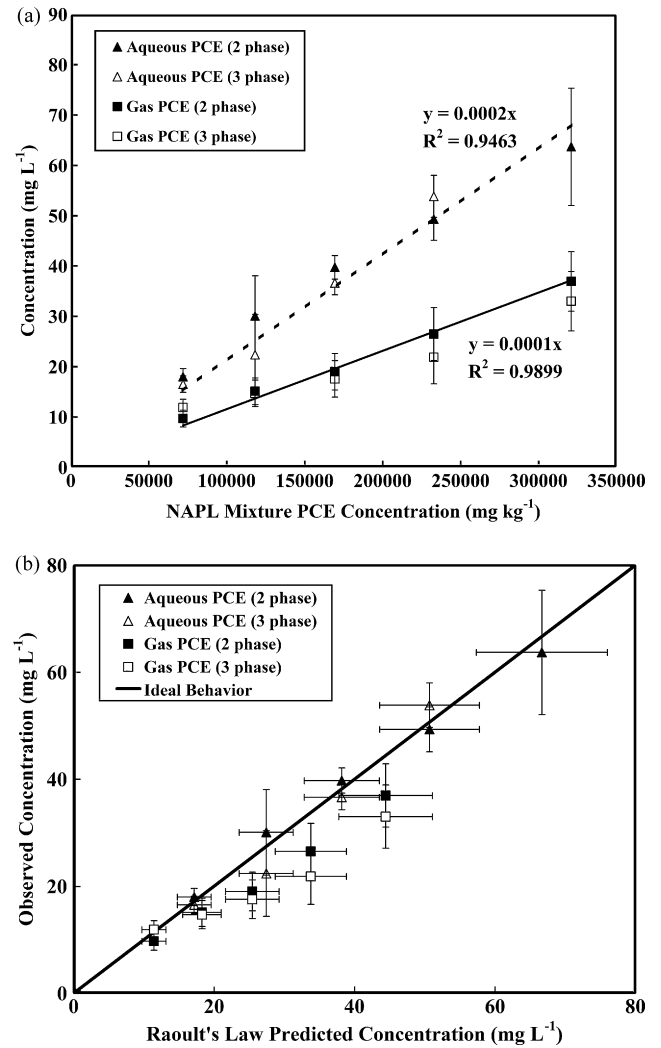 (a)
90
80
70
60
50
40
30
20
10
0
Concentration (mg L⁻¹)
Aqueous PCE (2 phase)
Aqueous PCE (3 phase)
Gas PCE (2 phase)
Gas PCE (3 phase)
y = 0.0002x
R² = 0.9463
y = 0.0001x
R² = 0.9899
0 50000 100000 150000 200000 250000 300000 350000
NAPL Mixture PCE Concentration (mg kg⁻¹)
(b)
80
60
40
20
0
Observed Concentration (mg L⁻¹)
Aqueous PCE (2 phase)
Aqueous PCE (3 phase)
Gas PCE (2 phase)
Gas PCE (3 phase)
Ideal Behavior
0 20 40 60 80
Raoult's Law Predicted Concentration (mg L⁻¹)